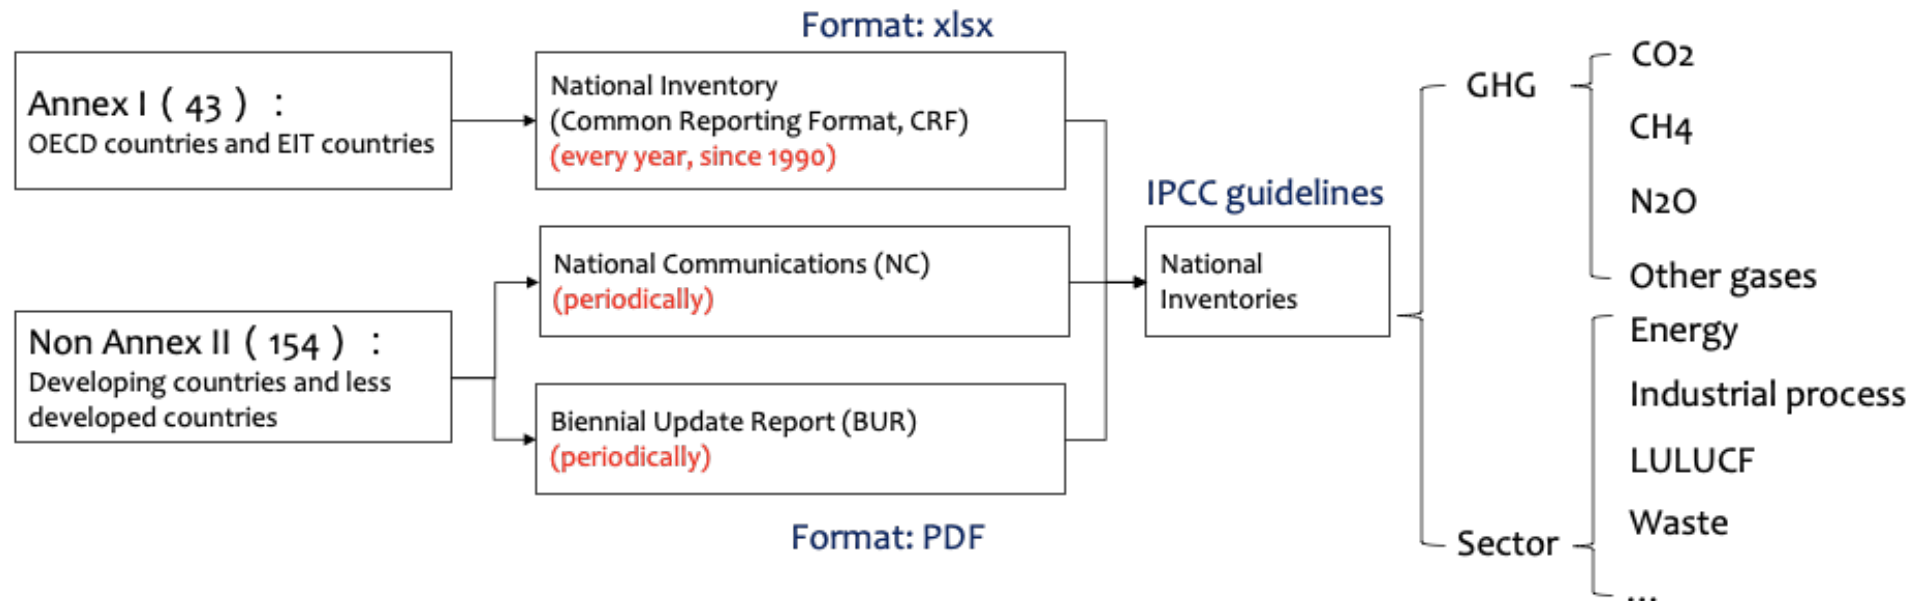 Format: xlsx
Annex I ( 43 ) :
OECD countries and EIT countries
National Inventory
(Common Reporting Format, CRF)
(every year, since 1990)
Non Annex II ( 154 ) :
Developing countries and less
developed countries
National Communications (NC)
(periodically)
Biennial Update Report (BUR)
(periodically)
Format: PDF
IPCC guidelines
National
Inventories
GHG
CO2
CH4
N2O
Other gases
Sector
Energy
Industrial process
LULUCF
Waste
...